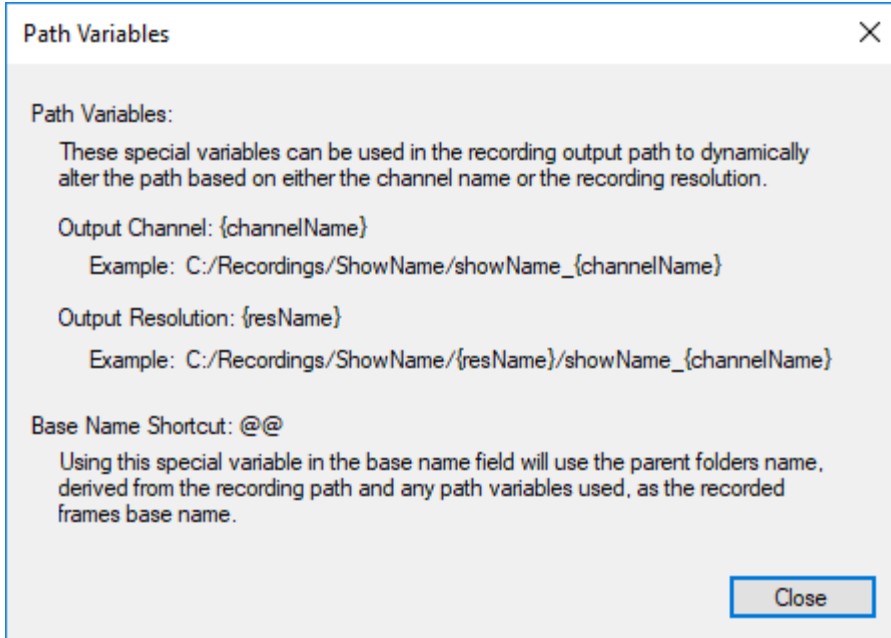 Path Variables
Path Variables:
These special variables can be used in the recording output path to dynamically
alter the path based on either the channel name or the recording resolution.
Output Channel: {channelName}
Example: C:/Recordings/ShowName/showName_{channelName}
Output Resolution: {resName}
Example: C:/Recordings/ShowName/{resName}/showName_{channelName}
Base Name Shortcut: @@
Using this special variable in the base name field will use the parent folders name,
derived from the recording path and any path variables used, as the recorded
frames base name.
Close